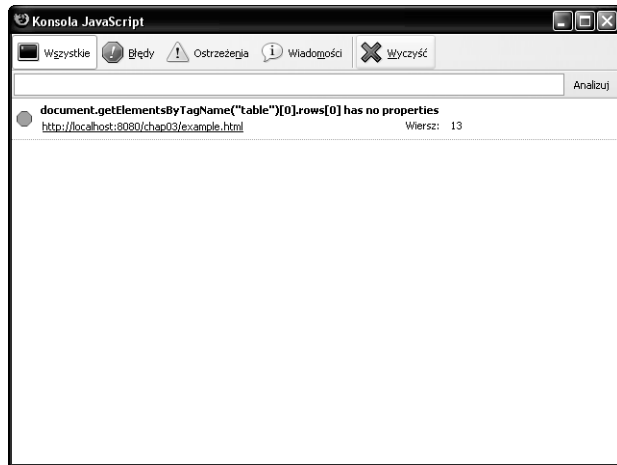 Konsola JavaScript
Wszystkie Błędy Ostrzeżenia Wiadomości Wyczyść
Analizuj
document.getElementsByTagName("table")[0].rows[0] has no properties
http://localhost:8080/chap03/example.html Wiersz: 13